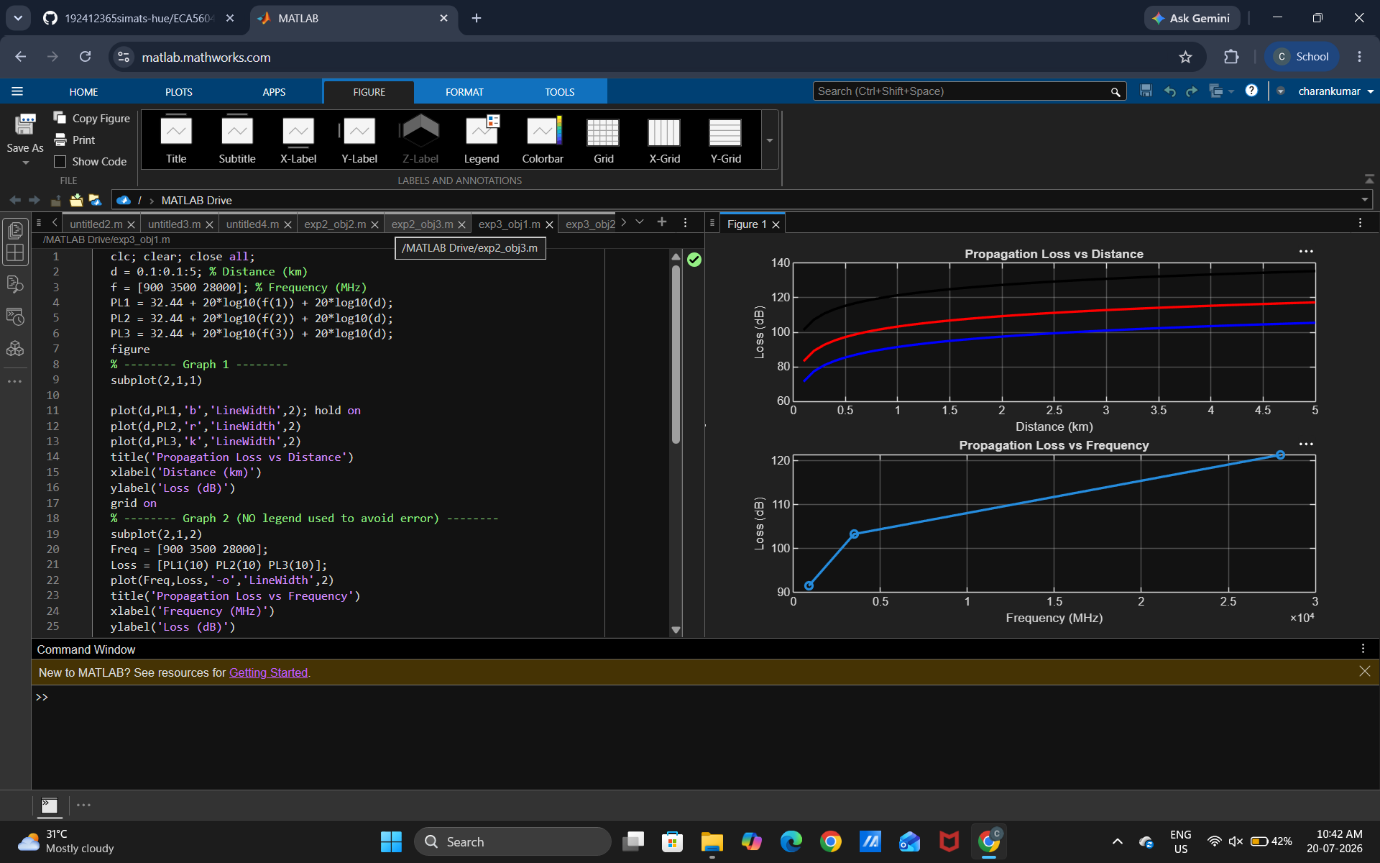 192412365simats-hue/ECA5604
MATLAB
Ask Gemini
matlab.mathworks.com
C School
HOME PLOTS APPS FIGURE FORMAT TOOLS
Search (Ctrl+Shift+Space)
charankumar
Save As
Copy Figure
Print
Show Code
FILE
Title Subtitle X-Label Y-Label Z-Label Legend Colorbar Grid X-Grid Y-Grid
LABELS AND ANNOTATIONS
/ › MATLAB Drive
untitled2.m untitled3.m untitled4.m exp2_obj2.m exp2_obj3.m exp3_obj1.m exp3_obj2
/MATLAB Drive/exp3_obj1.m
/MATLAB Drive/exp2_obj3.m
1 clc; clear; close all;
2 d = 0.1:0.1:5; % Distance (km)
3 f = [900 3500 28000]; % Frequency (MHz)
4 PL1 = 32.44 + 20*log10(f(1)) + 20*log10(d);
5 PL2 = 32.44 + 20*log10(f(2)) + 20*log10(d);
6 PL3 = 32.44 + 20*log10(f(3)) + 20*log10(d);
7 figure
8 % -------- Graph 1 --------
9 subplot(2,1,1)
10
11 plot(d,PL1,'b','LineWidth',2); hold on
12 plot(d,PL2,'r','LineWidth',2)
13 plot(d,PL3,'k','LineWidth',2)
14 title('Propagation Loss vs Distance')
15 xlabel('Distance (km)')
16 ylabel('Loss (dB)')
17 grid on
18 % -------- Graph 2 (NO legend used to avoid error) --------
19 subplot(2,1,2)
20 Freq = [900 3500 28000];
21 Loss = [PL1(10) PL2(10) PL3(10)];
22 plot(Freq,Loss,'-o','LineWidth',2)
23 title('Propagation Loss vs Frequency')
24 xlabel('Frequency (MHz)')
25 ylabel('Loss (dB)')
Figure 1
Propagation Loss vs Distance
140
120
100
80
60
Loss (dB)
0 0.5 1 1.5 2 2.5 3 3.5 4 4.5 5
Distance (km)
Propagation Loss vs Frequency
120
110
100
90
Loss (dB)
0 0.5 1 1.5 2 2.5 3
×10⁴
Frequency (MHz)
Command Window
New to MATLAB? See resources for Getting Started.
>>
31°C
Mostly cloudy
Search
ENG
US
42%
10:42 AM
20-07-2026